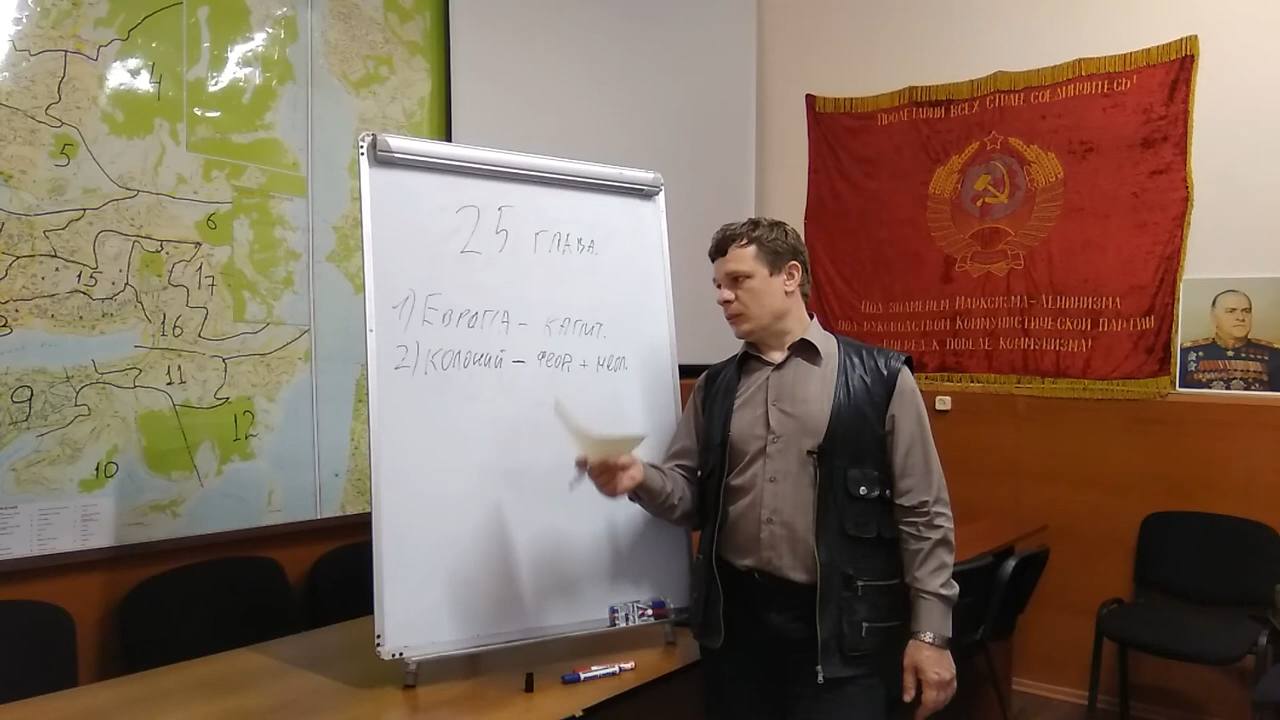 25 глава.
1) Европа – капит.
2) колоний – феод. + мел.
ПРОЛЕТАРИИ ВСЕХ СТРАН, СОЕДИНЯЙТЕСЬ!
ПОД ЗНАМЕНЕМ МАРКСИЗМА-ЛЕНИНИЗМА
ПОД РУКОВОДСТВОМ КОММУНИСТИЧЕСКОЙ ПАРТИИ
ВПЕРЕД, К ПОБЕДЕ КОММУНИЗМА!
4
5
6
15
17
16
11
9
12
10